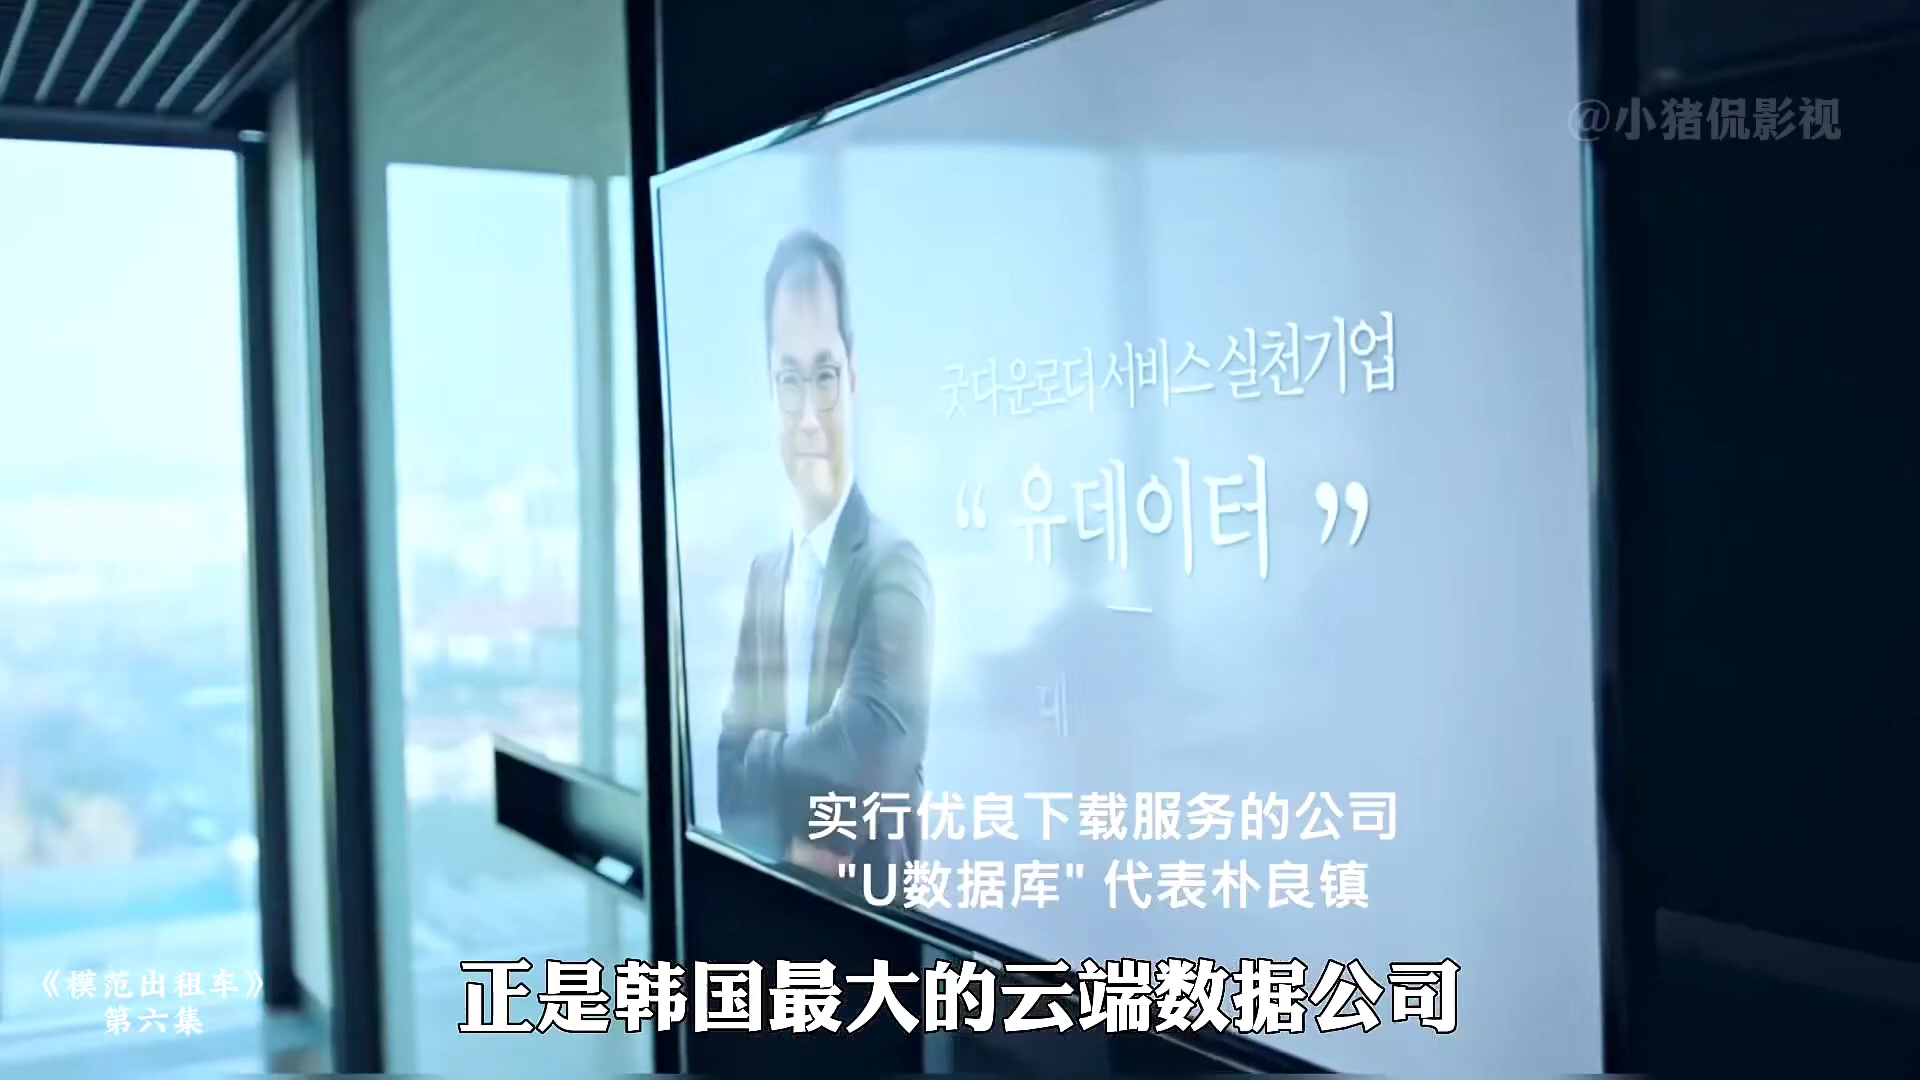 @小猪侃影视
굿다운로더 서비스 실천기업
“ 유데이터 ”
대
实行优良下载服务的公司
"U数据库" 代表朴良镇
正是韩国最大的云端数据公司
《模范出租车》
第六集